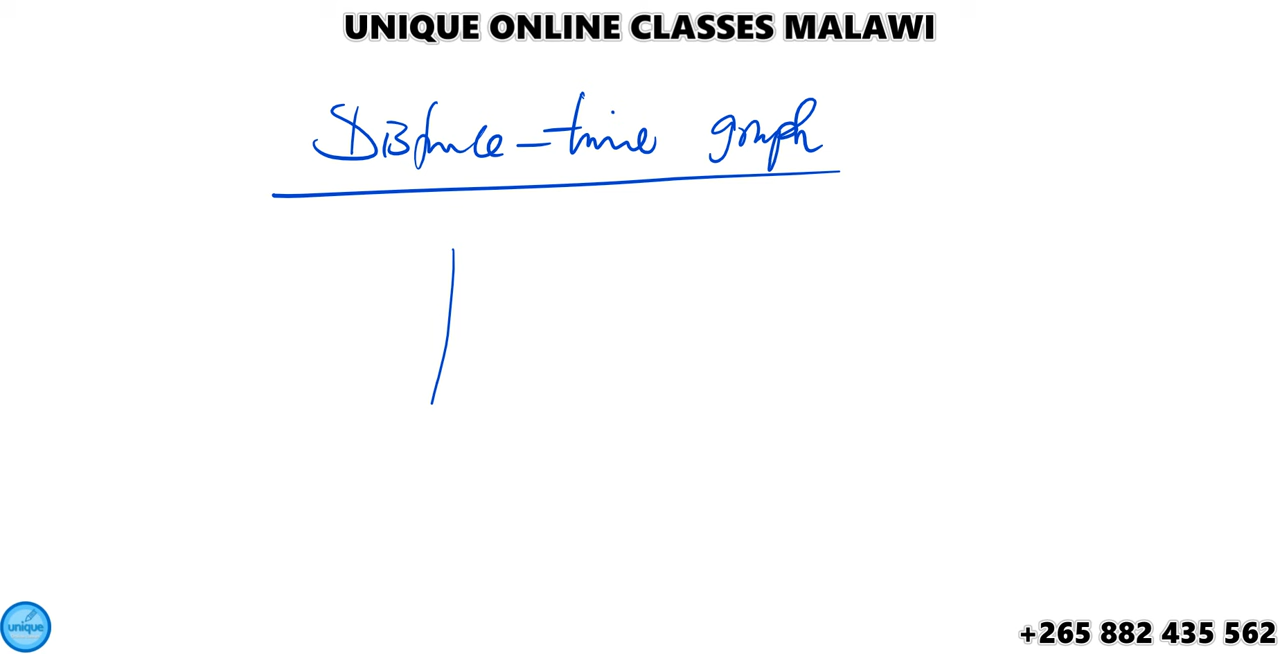 UNIQUE ONLINE CLASSES MALAWI
Distance-time graph
unique
+265 882 435 562